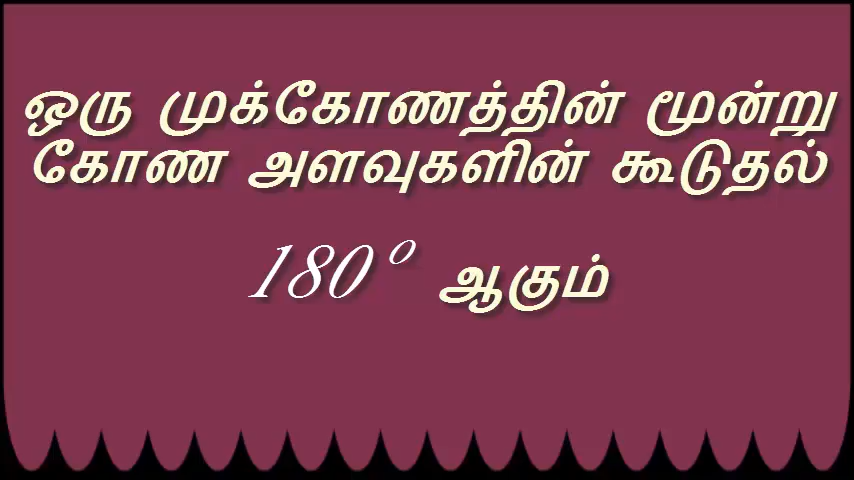 ஒரு முக்கோணத்தின் மூன்று
கோண அளவுகளின் கூடுதல்
180° ஆகும்